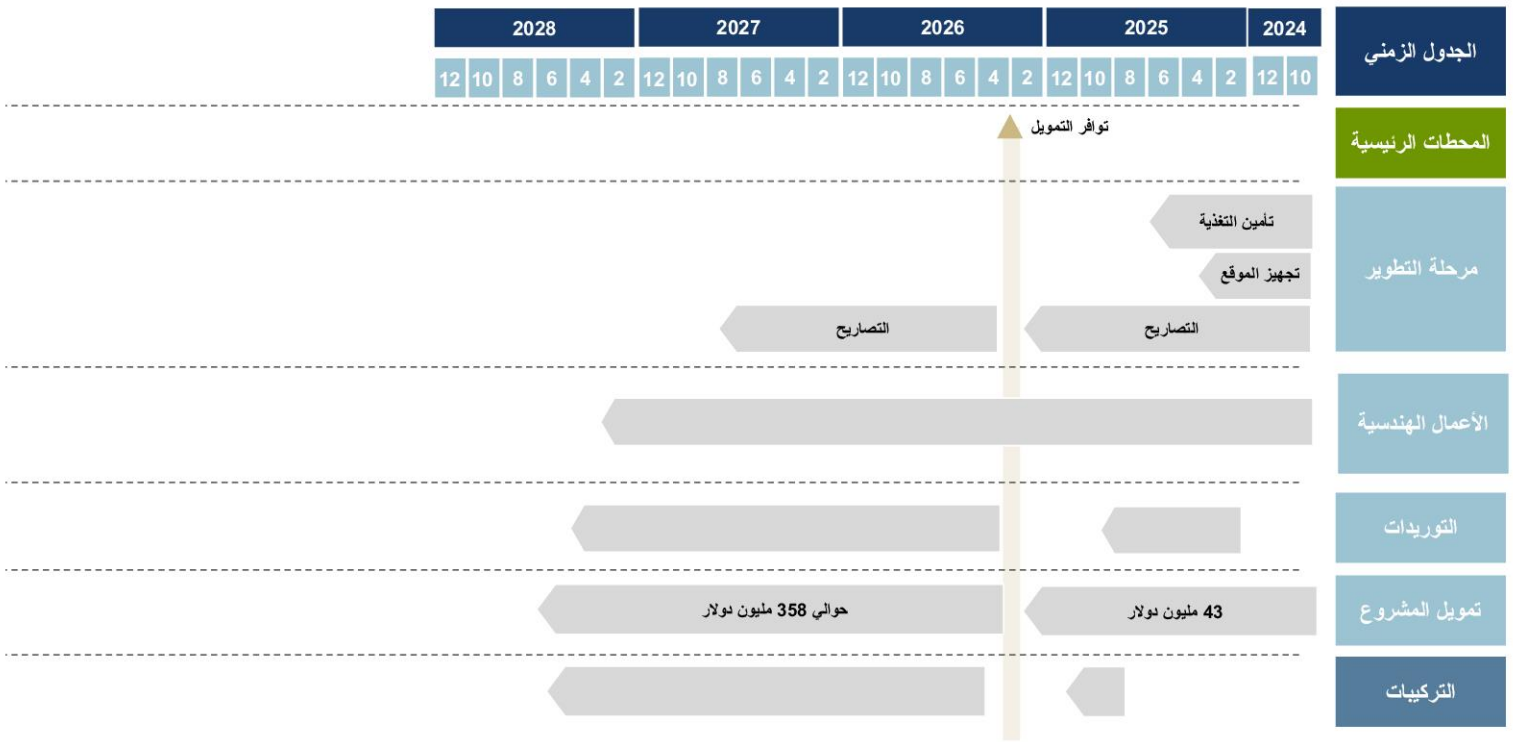 الجدول الزمني
2024 2025 2026 2027 2028
10 12 2 4 6 8 10 12 2 4 6 8 10 12 2 4 6 8 10 12 2 4 6 8 10 12
المحطات الرئيسية
توافر التمويل
مرحلة التطوير
تأمين التغذية
تجهيز الموقع
التصاريح
التصاريح
الأعمال الهندسية
التوريدات
تمويل المشروع
43 مليون دولار
حوالي 358 مليون دولار
التركيبات